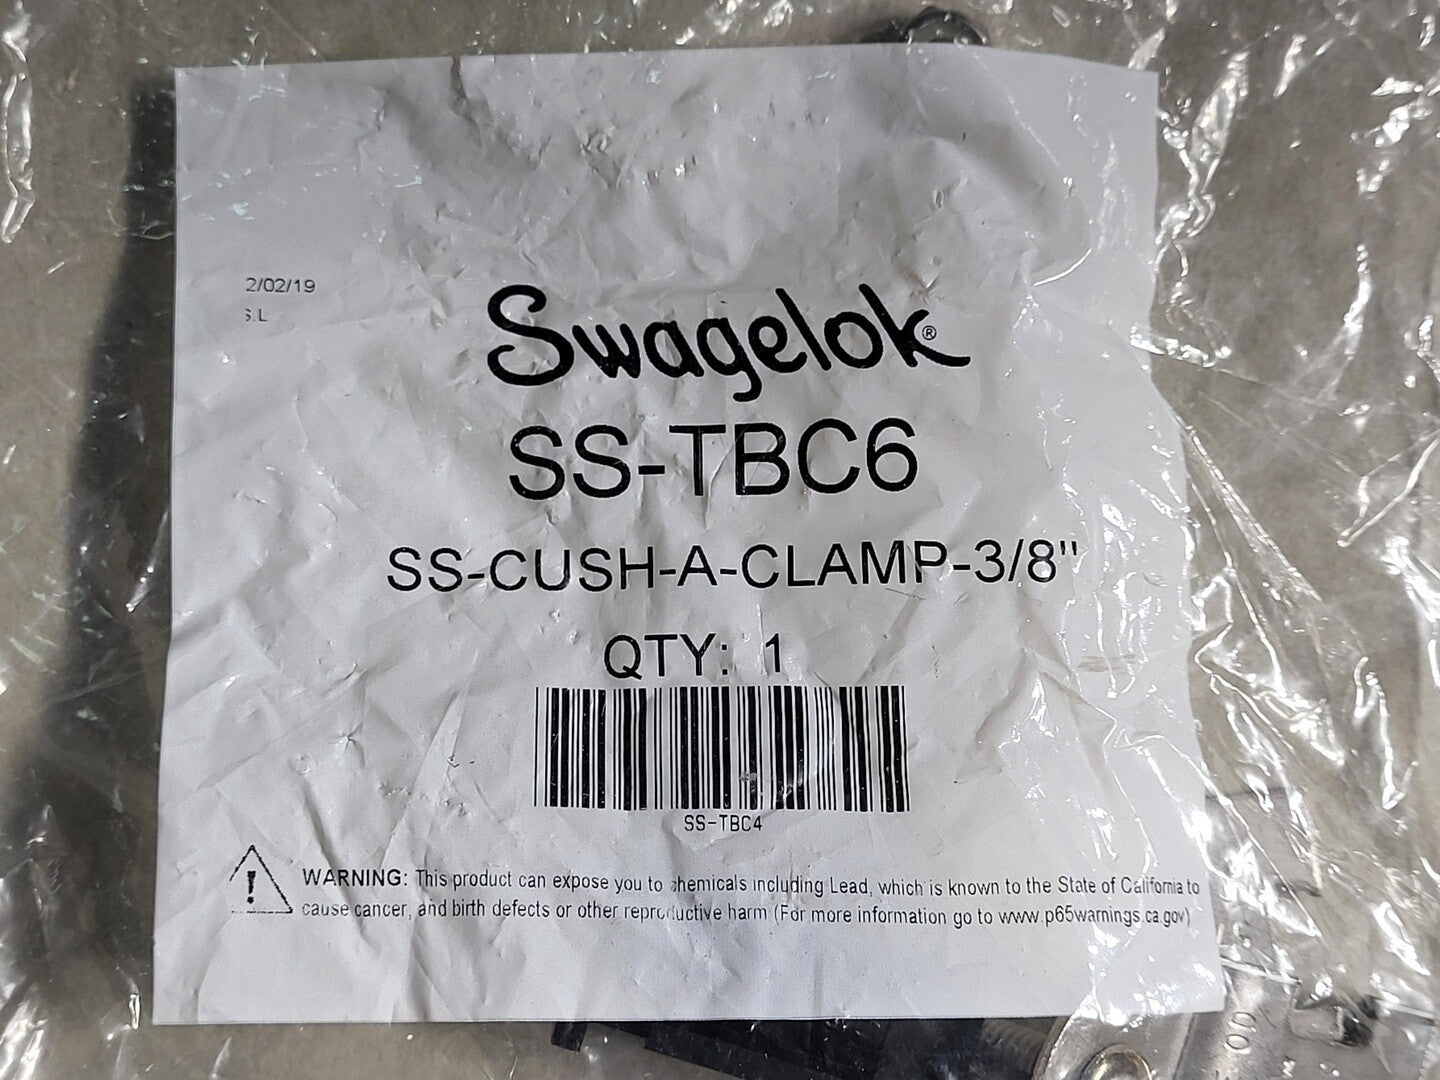 2/02/19
S.L
Swagelok®
SS-TBC6
SS-CUSH-A-CLAMP-3/8"
QTY: 1
SS-TBC4
WARNING: This product can expose you to chemicals including Lead, which is known to the State of California to
cause cancer, and birth defects or other reproductive harm (For more information go to www.p65warnings.ca.gov)